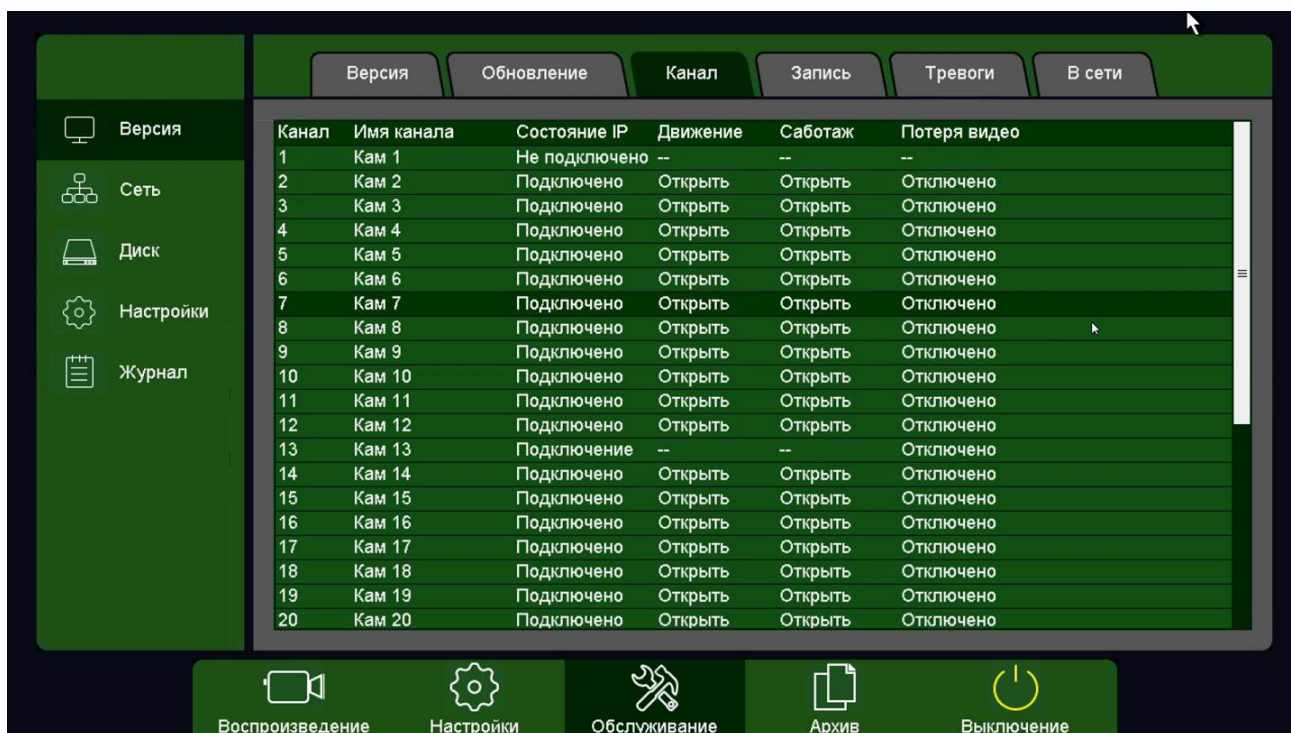 Версия Обновление Канал Запись Тревоги В сети
Версия
Сеть
Диск
Настройки
Журнал
Канал Имя канала Состояние IP Движение Саботаж Потеря видео
1 Кам 1 Не подключено -- -- --
2 Кам 2 Подключено Открыть Открыть Отключено
3 Кам 3 Подключено Открыть Открыть Отключено
4 Кам 4 Подключено Открыть Открыть Отключено
5 Кам 5 Подключено Открыть Открыть Отключено
6 Кам 6 Подключено Открыть Открыть Отключено
7 Кам 7 Подключено Открыть Открыть Отключено
8 Кам 8 Подключено Открыть Открыть Отключено
9 Кам 9 Подключено Открыть Открыть Отключено
10 Кам 10 Подключено Открыть Открыть Отключено
11 Кам 11 Подключено Открыть Открыть Отключено
12 Кам 12 Подключено Открыть Открыть Отключено
13 Кам 13 Подключение -- -- Отключено
14 Кам 14 Подключено Открыть Открыть Отключено
15 Кам 15 Подключено Открыть Открыть Отключено
16 Кам 16 Подключено Открыть Открыть Отключено
17 Кам 17 Подключено Открыть Открыть Отключено
18 Кам 18 Подключено Открыть Открыть Отключено
19 Кам 19 Подключено Открыть Открыть Отключено
20 Кам 20 Подключено Открыть Открыть Отключено
Воспроизведение Настройки Обслуживание Архив Выключение